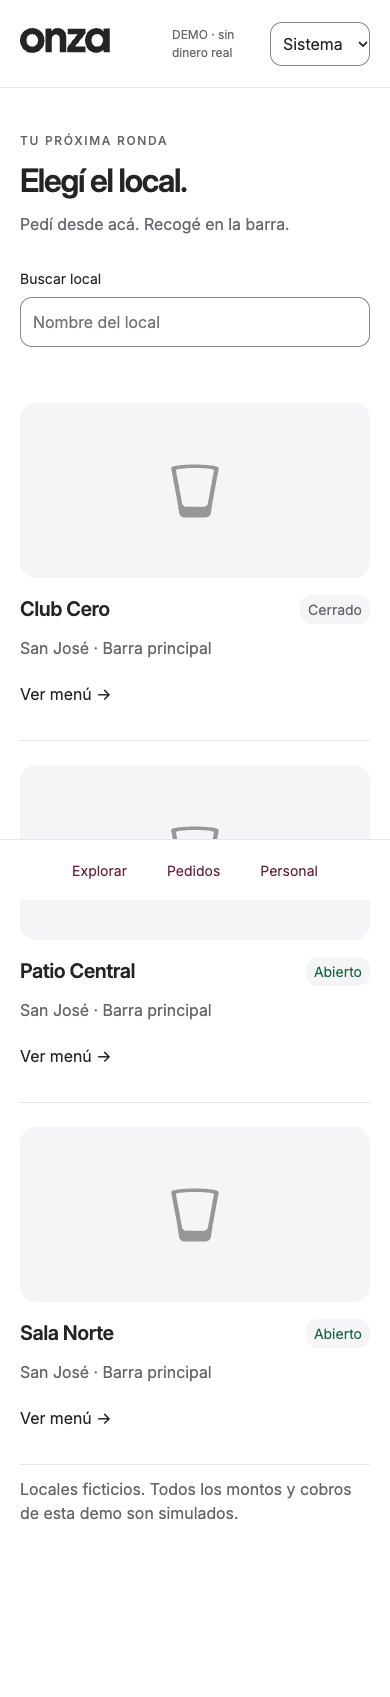 onza
DEMO · sin
dinero real
Sistema
TU PRÓXIMA RONDA
Elegí el local.
Pedí desde acá. Recogé en la barra.
Buscar local
Nombre del local
Club Cero
Cerrado
San José · Barra principal
Ver menú →
Explorar
Pedidos
Personal
Patio Central
Abierto
San José · Barra principal
Ver menú →
Sala Norte
Abierto
San José · Barra principal
Ver menú →
Locales ficticios. Todos los montos y cobros
de esta demo son simulados.